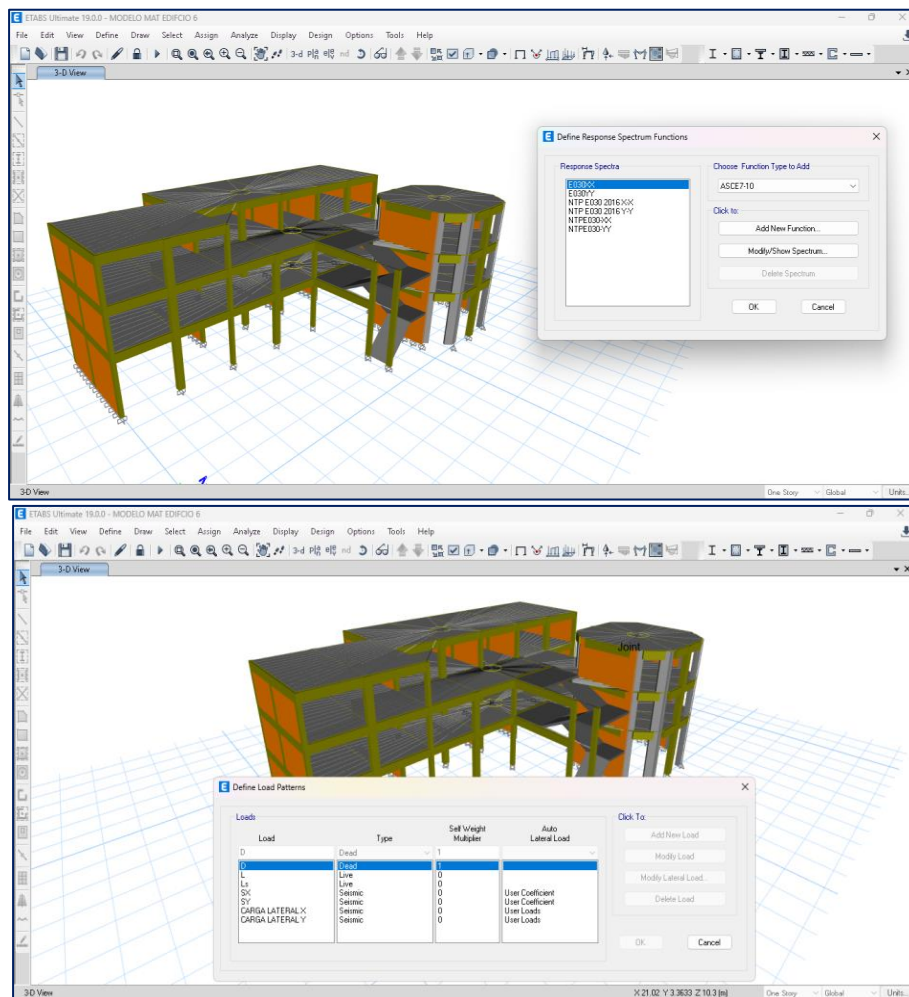 ETABS Ultimate 19.0.0 - MODELO MAT EDIFCIO 6
File Edit View Define Draw Select Assign Analyze Display Design Options Tools Help
3-d
nd
3-D View
Define Response Spectrum Functions
Response Spectra
E030XX
E030YY
NTP E030 2016 X-X
NTP E030 2016 Y-Y
NTPE030-XX
NTPE030-YY
Choose Function Type to Add
ASCE7-10
Click to:
Add New Function...
Modify/Show Spectrum...
Delete Spectrum
OK Cancel
3-D View One Story Global Units...
ETABS Ultimate 19.0.0 - MODELO MAT EDIFCIO 6
File Edit View Define Draw Select Assign Analyze Display Design Options Tools Help
3-d
nd
3-D View
Joint
Define Load Patterns
Loads
Load Type Self Weight Multiplier Auto Lateral Load
D Dead 1
D Dead 1
L Live 0
Ls Live 0
SX Seismic 0 User Coefficient
SY Seismic 0 User Coefficient
CARGA LATERAL X Seismic 0 User Loads
CARGA LATERAL Y Seismic 0 User Loads
Click To:
Add New Load
Modify Load
Modify Lateral Load...
Delete Load
OK Cancel
3-D View X 21.02 Y 3.3633 Z 10.3 (m) One Story Global Units...